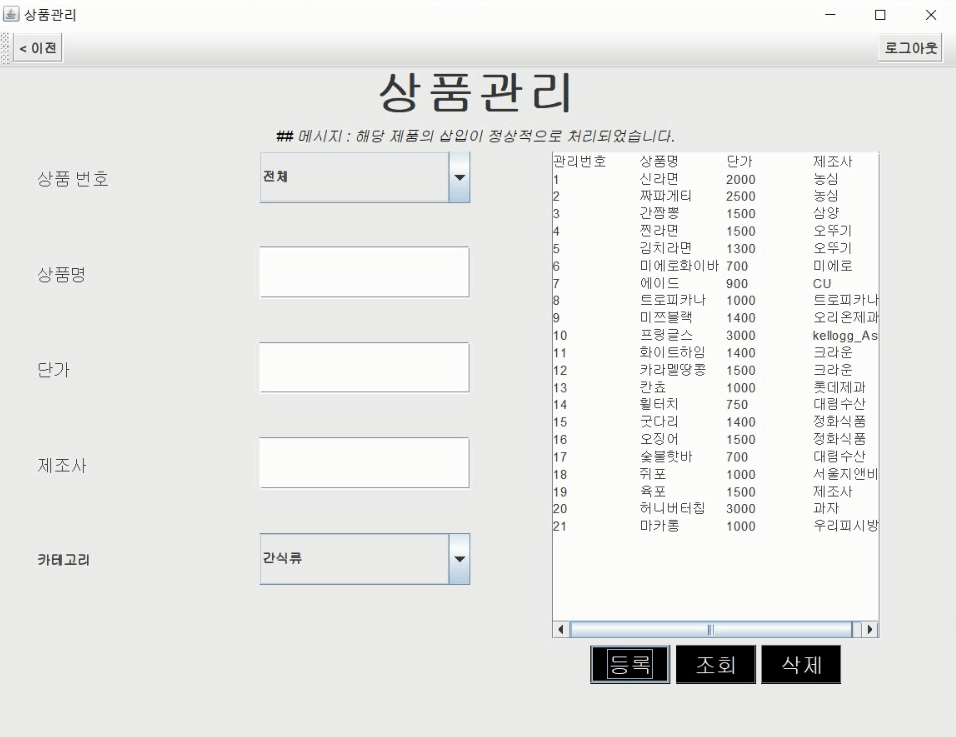 상품관리
< 이전
로그아웃
상품관리
## 메시지 : 해당 제품의 삽입이 정상적으로 처리되었습니다.
상품 번호
전체
상품명
단가
제조사
카테고리
간식류
관리번호 상품명 단가 제조사
1 신라면 2000 농심
2 짜파게티 2500 농심
3 간짬뽕 1500 삼양
4 찐라면 1500 오뚜기
5 김치라면 1300 오뚜기
6 미에로화이바 700 미에로
7 에이드 900 CU
8 트로피카나 1000 트로피카나
9 미쯔블랙 1400 오리온제과
10 프링글스 3000 kellogg_As
11 화이트하임 1400 크라운
12 카라멜땅콩 1500 크라운
13 칸쵸 1000 롯데제과
14 휠터치 750 대림수산
15 굿다리 1400 정화식품
16 오징어 1500 정화식품
17 숯불핫바 700 대림수산
18 쥐포 1000 서울지앤비
19 육포 1500 제조사
20 허니버터칩 3000 과자
21 마카롱 1000 우리피시방
등록 조회 삭제